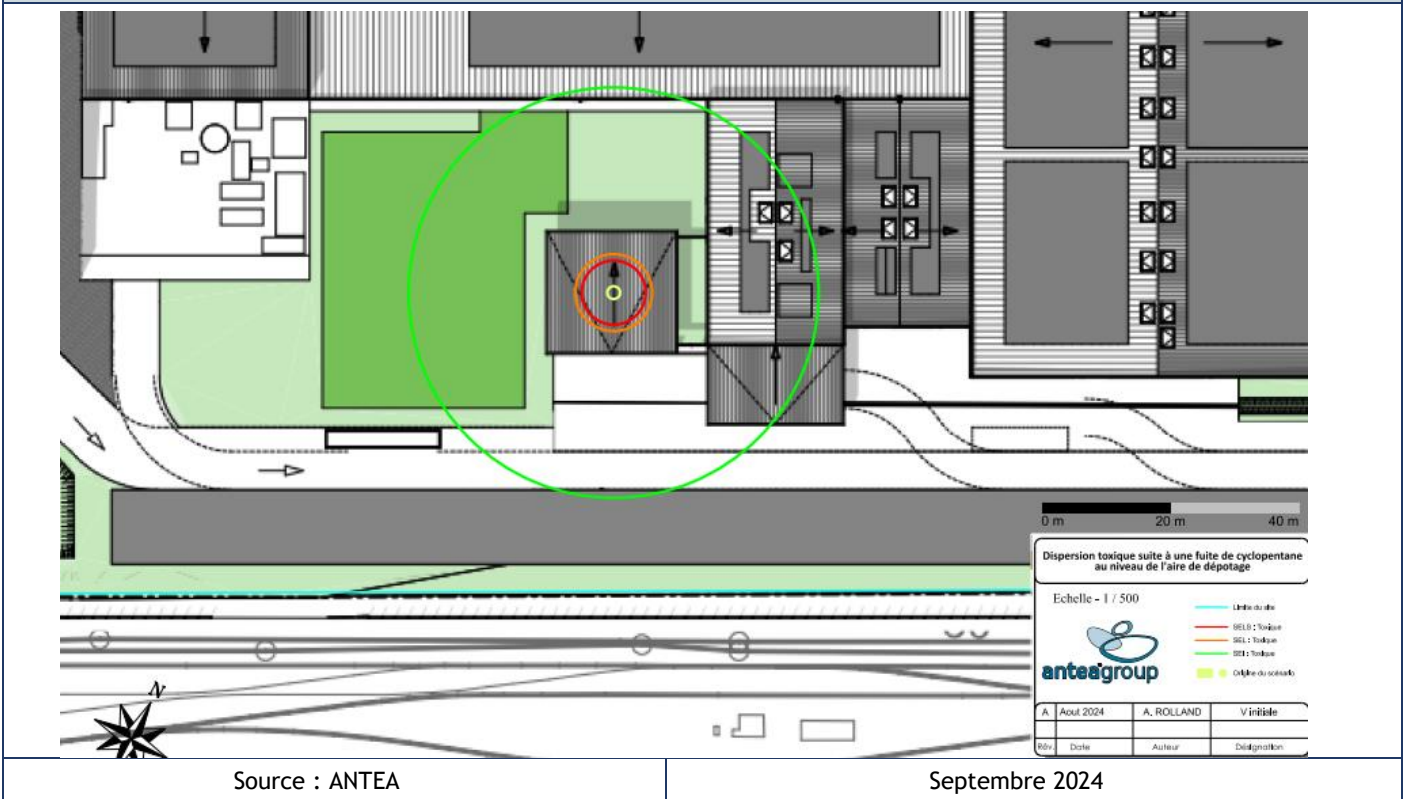 0 m 20 m 40 m
Dispersion toxique suite à une fuite de cyclopentane
au niveau de l'aire de dépotage
Echelle - 1 / 500
Limite du site
SELS : Toxique
SEL : Toxique
SEI : Toxique
Origine du scénario
anteagroup
N
A Aout 2024 A. ROLLAND V initiale
Rév. Date Auteur Désignation
Source : ANTEA Septembre 2024